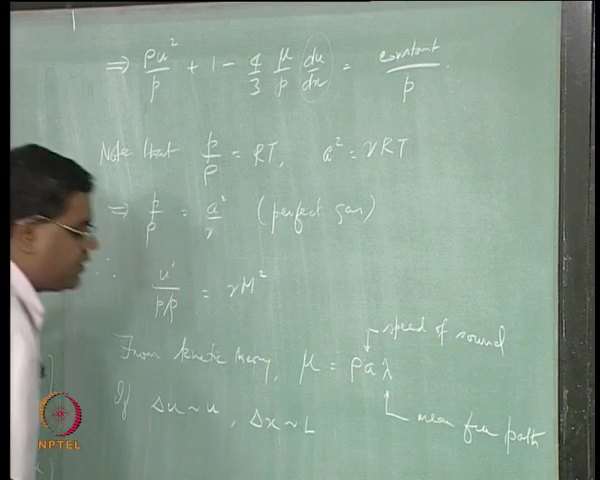 ⇒ ρu²/p + 1 − 4/3 μ/p du/dx = constant/p.
Note that p/ρ = RT, a² = γRT
⇒ p/ρ = a²/γ (perfect gas)
∴ u²/p/ρ = γM²
speed of sound
From kinetic theory, μ = ρaλ
If Δu ~ u, Δx ~ L
mean free path
NPTEL